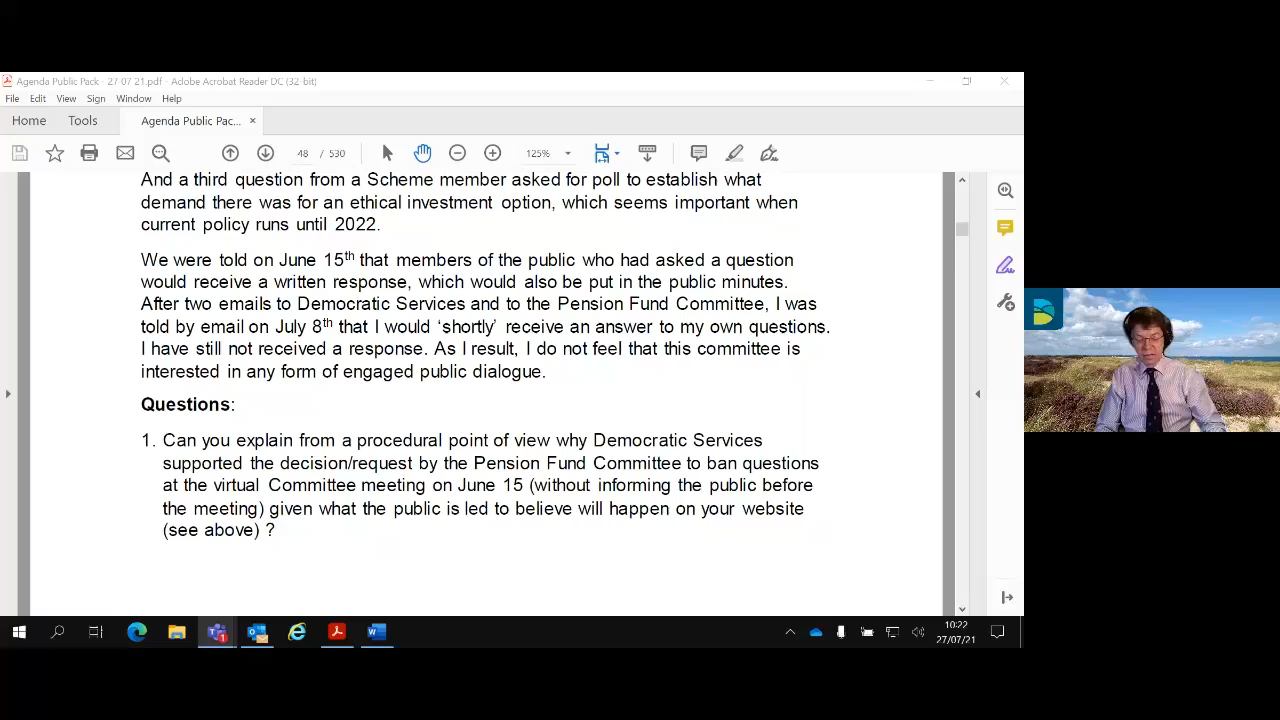 Agenda Public Pack - 27 07 21.pdf - Adobe Acrobat Reader DC (32-bit)
File Edit View Sign Window Help
Home Tools Agenda Public Pac... ×
48 / 530 125%
And a third question from a Scheme member asked for poll to establish what
demand there was for an ethical investment option, which seems important when
current policy runs until 2022.
We were told on June 15th that members of the public who had asked a question
would receive a written response, which would also be put in the public minutes.
After two emails to Democratic Services and to the Pension Fund Committee, I was
told by email on July 8th that I would ‘shortly’ receive an answer to my own questions.
I have still not received a response. As I result, I do not feel that this committee is
interested in any form of engaged public dialogue.
Questions:
1. Can you explain from a procedural point of view why Democratic Services
supported the decision/request by the Pension Fund Committee to ban questions
at the virtual Committee meeting on June 15 (without informing the public before
the meeting) given what the public is led to believe will happen on your website
(see above) ?
10:22
27/07/21